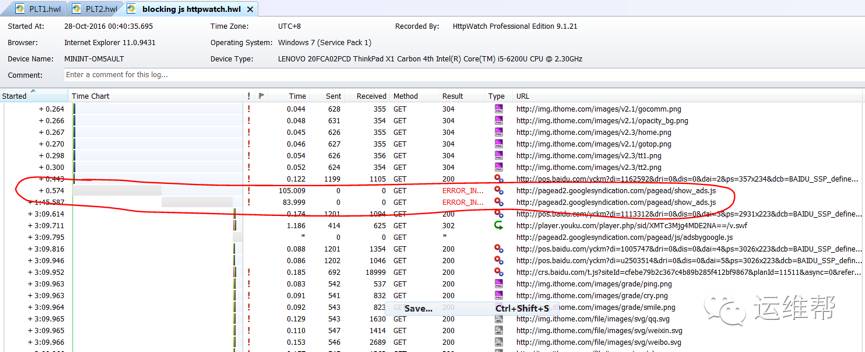 PLT1.hwl PLT2.hwl blocking js httpwatch.hwl
Started At: 28-Oct-2016 00:40:35.695 Time Zone: UTC+8 Recorded By: HttpWatch Professional Edition 9.1.21
Browser: Internet Explorer 11.0.9431 Operating System: Windows 7 (Service Pack 1)
Device Name: MININT-OM5AULT Device Type: LENOVO 20FCA02FCD ThinkPad X1 Carbon 4th Intel(R) Core(TM) i5-6200U CPU @ 2.30GHz
Comment: Enter a comment for this log...
Started Time Chart ! Time Sent Received Method Result Type URL
+ 0.264 ! 0.044 628 355 GET 304 http://img.ithome.com/images/v2.1/gocomm.png
+ 0.266 ! 0.048 631 354 GET 304 http://img.ithome.com/images/v2.1/opacity_bg.png
+ 0.267 ! 0.045 626 355 GET 304 http://img.ithome.com/images/v2.3/home.png
+ 0.270 ! 0.046 627 355 GET 304 http://img.ithome.com/images/v2.1/gotop.png
+ 0.298 ! 0.054 626 356 GET 304 http://img.ithome.com/images/v2.3/tt1.png
+ 0.300 ! 0.052 624 354 GET 304 http://img.ithome.com/images/v2.3/tt2.png
+ 0.443 ! 0.122 1199 1105 GET 200 http://pos.baidu.com/yckm?di=1162592&dri=0&dis=0&dai=2&ps=357x234&dcb=BAIDU_SSP_define...
+ 0.574 ! 105.009 0 0 GET ERROR_IN... http://pagead2.googlesyndication.com/pagead/show_ads.js
+ 1:45.587 ! 83.999 0 0 GET ERROR_IN... http://pagead2.googlesyndication.com/pagead/show_ads.js
+ 3:09.614 ! 0.174 1201 1094 GET 200 http://pos.baidu.com/yckm?di=1113312&dri=0&dis=0&dai=3&ps=2931x223&dcb=BAIDU_SSP_define...
+ 3:09.711 ! 1.186 414 625 GET 302 http://player.youku.com/player.php/sid/XMTc3Mjg4MDE2NA==/v.swf
+ 3:09.795 * 0 0 GET * http://pagead2.googlesyndication.com/pagead/js/adsbygoogle.js
+ 3:09.816 ! 0.088 1201 1354 GET 200 http://pos.baidu.com/yckm?di=1005747&dri=0&dis=0&dai=4&ps=3026x223&dcb=BAIDU_SSP_define...
+ 3:09.946 ! 0.086 1202 1046 GET 200 http://pos.baidu.com/yckm?di=u2503514&dri=0&dis=0&dai=5&ps=3026x223&dcb=BAIDU_SSP_defin...
+ 3:09.952 ! 0.185 692 18999 GET 200 http://crs.baidu.com/t.js?siteId=cfebe79b2c367c4b89b285f412bf9867&planId=11511&async=0&refer...
+ 3:09.963 ! 0.083 542 537 GET 200 http://img.ithome.com/images/grade/ping.png
+ 3:09.963 ! 0.091 541 832 GET 200 http://img.ithome.com/images/grade/cry.png
+ 3:09.964 ! 0.092 543 828 GET 200 http://img.ithome.com/images/grade/smile.png
+ 3:09.965 ! 0.129 543 1630 GET 200 http://img.ithome.com/file/images/svg/qq.svg
+ 3:09.965 ! 0.110 547 1414 GET 200 http://img.ithome.com/file/images/svg/weixin.svg
+ 3:09.966 ! 0.153 546 2189 GET 200 http://img.ithome.com/file/images/svg/weibo.svg
Save... Ctrl+Shift+S
运维帮